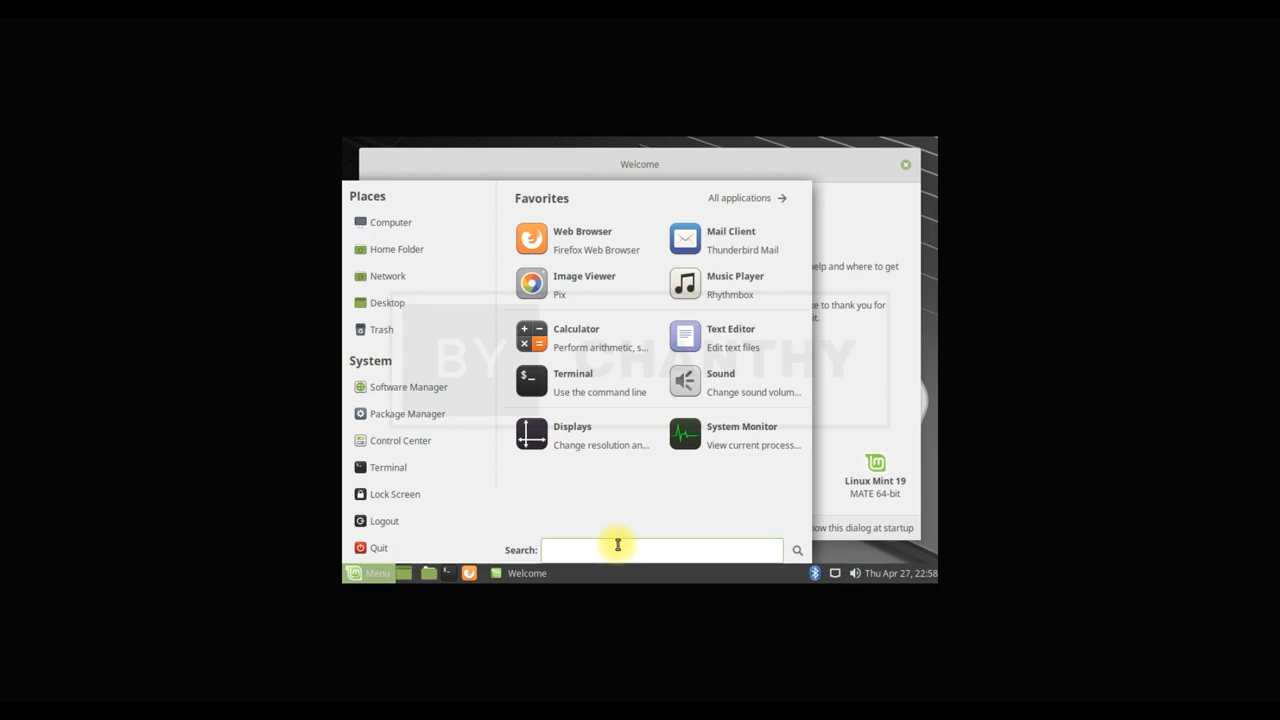 Welcome
Places
Computer
Home Folder
Network
Desktop
Trash
System
Software Manager
Package Manager
Control Center
Terminal
Lock Screen
Logout
Quit
Favorites
All applications
Web Browser
Firefox Web Browser
Mail Client
Thunderbird Mail
Image Viewer
Pix
Music Player
Rhythmbox
Calculator
Perform arithmetic, s...
Text Editor
Edit text files
Terminal
Use the command line
Sound
Change sound volum...
Displays
Change resolution an...
System Monitor
View current process...
Search:
and where to get
to thank you for
it.
Linux Mint 19
MATE 64-bit
this dialog at startup
BY CHANTHY
Menu
Welcome
Thu Apr 27, 22:58